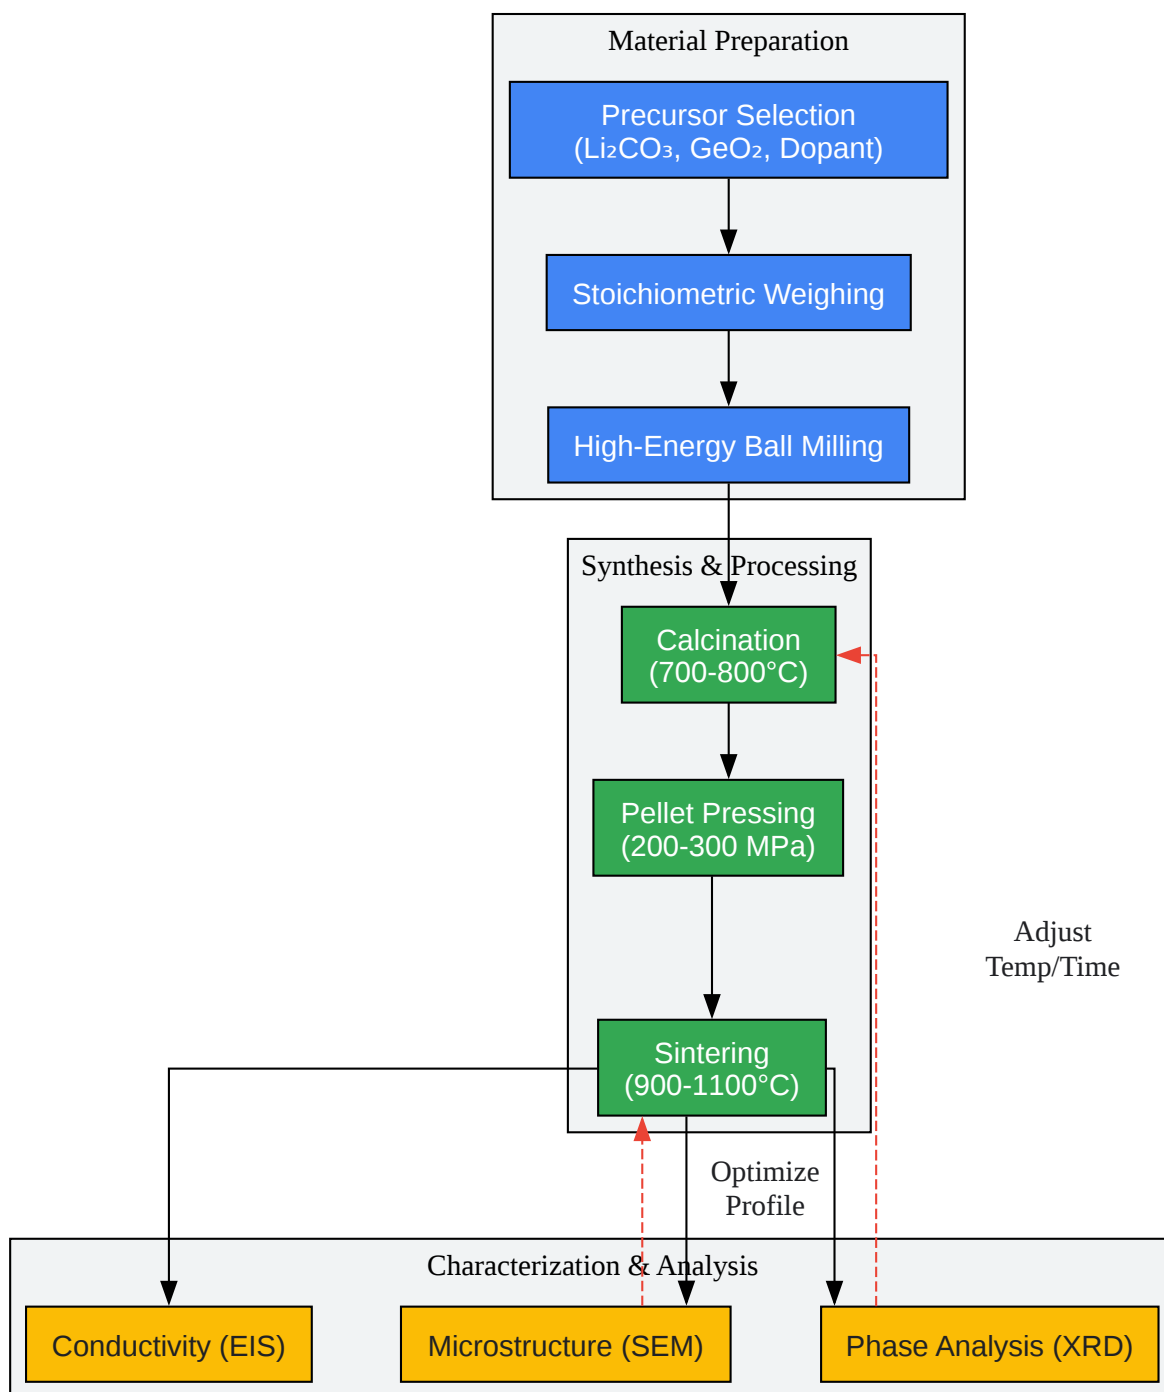 Material Preparation
Precursor Selection
(Li₂CO₃, GeO₂, Dopant)
Stoichiometric Weighing
High-Energy Ball Milling
Synthesis & Processing
Calcination
(700-800°C)
Pellet Pressing
(200-300 MPa)
Adjust
Temp/Time
Sintering
(900-1100°C)
Optimize
Profile
Characterization & Analysis
Conductivity (EIS)
Microstructure (SEM)
Phase Analysis (XRD)